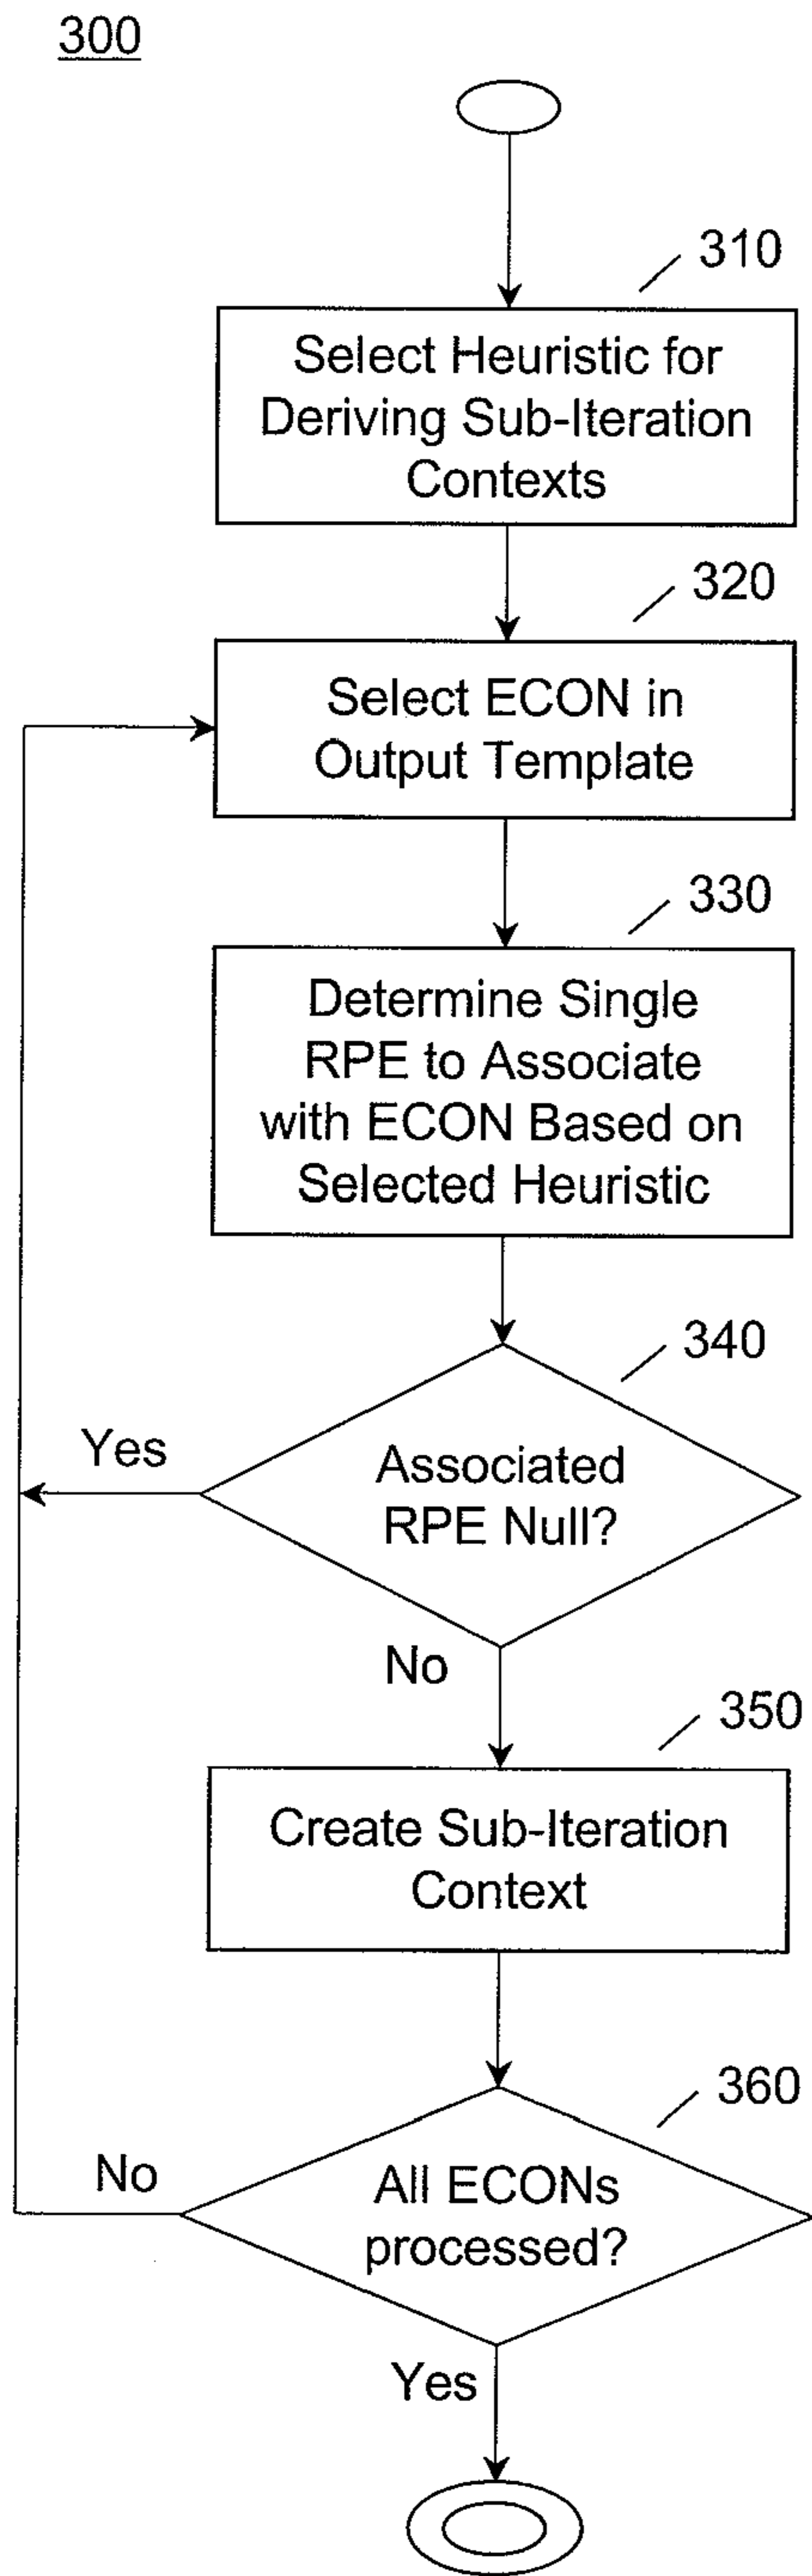 300
310
Select Heuristic for
Deriving Sub-Iteration
Contexts
320
Select ECON in
Output Template
330
Determine Single
RPE to Associate
with ECON Based on
Selected Heuristic
340
Yes
Associated
RPE Null?
No
350
Create Sub-Iteration
Context
360
No
All ECONs
processed?
Yes